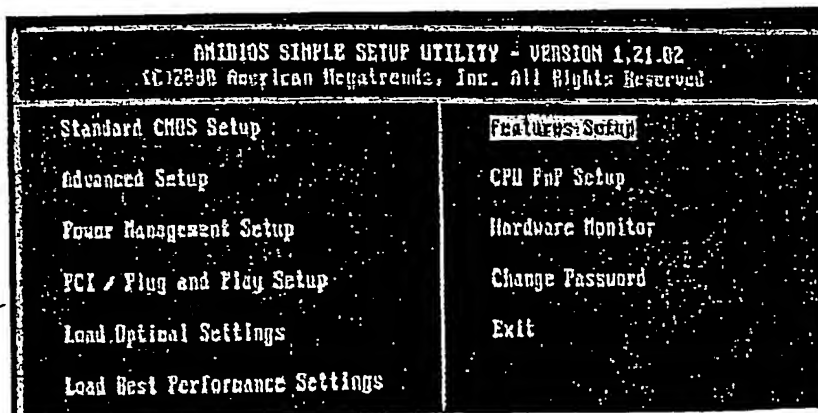 AMIBIOS SIMPLE SETUP UTILITY - VERSION 1.21.02
American Megatrends, Inc. All Rights Reserved
Standard CMOS Setup
Advanced Setup
Power Management Setup
PCI / Plug and Play Setup
Load Optimal Settings
Load Best Performance Settings
Features Setup
CPU PnP Setup
Hardware Monitor
Change Password
Exit